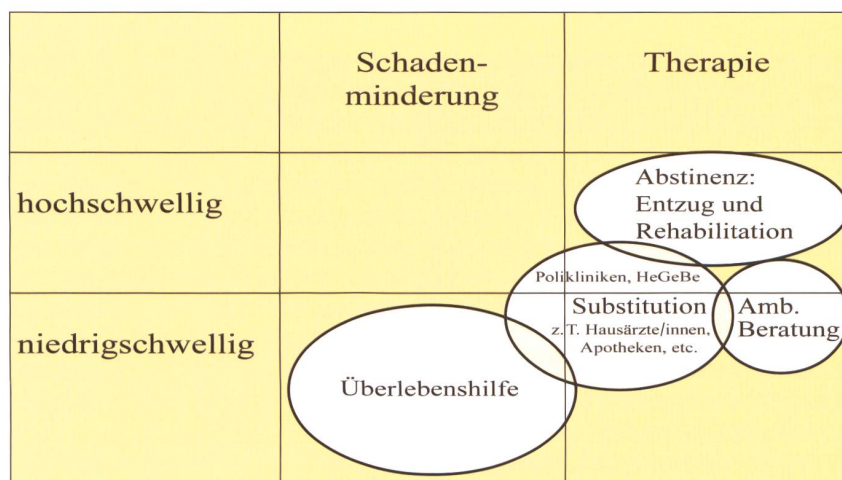 Schaden-
minderung
Therapie
hochschwellig
Abstinenz:
Entzug und
Rehabilitation
Polikliniken, HeGeBe
niedrigschwellig
Substitution
z.T. Hausärzte/innen,
Apotheken, etc.
Amb.
Beratung
Überlebenshilfe